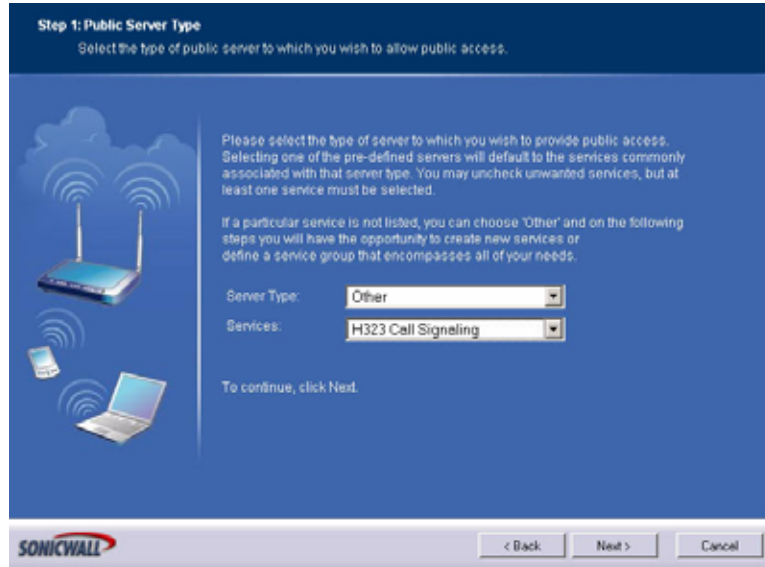 Step 1: Public Server Type
Select the type of public server to which you wish to allow public access.
Please select the type of server to which you wish to provide public access.
Selecting one of the pre-defined servers will default to the services commonly
associated with that server type. You may uncheck unwanted services, but at
least one service must be selected.
If a particular service is not listed, you can choose 'Other' and on the following
steps you will have the opportunity to create new services or
define a service group that encompasses all of your needs.
Server Type: Other
Services: H323 Call Signaling
To continue, click Next.
SONICWALL < Back Next > Cancel